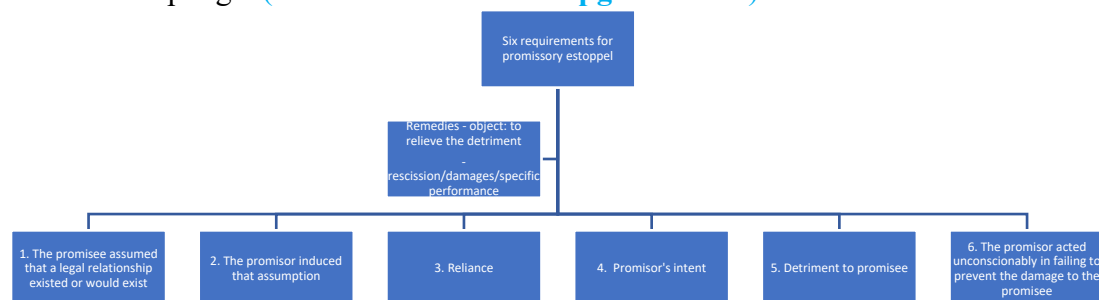 Six requirements for
promissory estoppel
Remedies - object: to
relieve the detriment
-
rescission/damages/specific
performance
1. The promisee assumed
that a legal relationship
existed or would exist
2. The promisor induced
that assumption
3. Reliance
4. Promisor's intent
5. Detriment to promisee
6. The promisor acted
unconscionably in failing to
prevent the damage to the
promisee